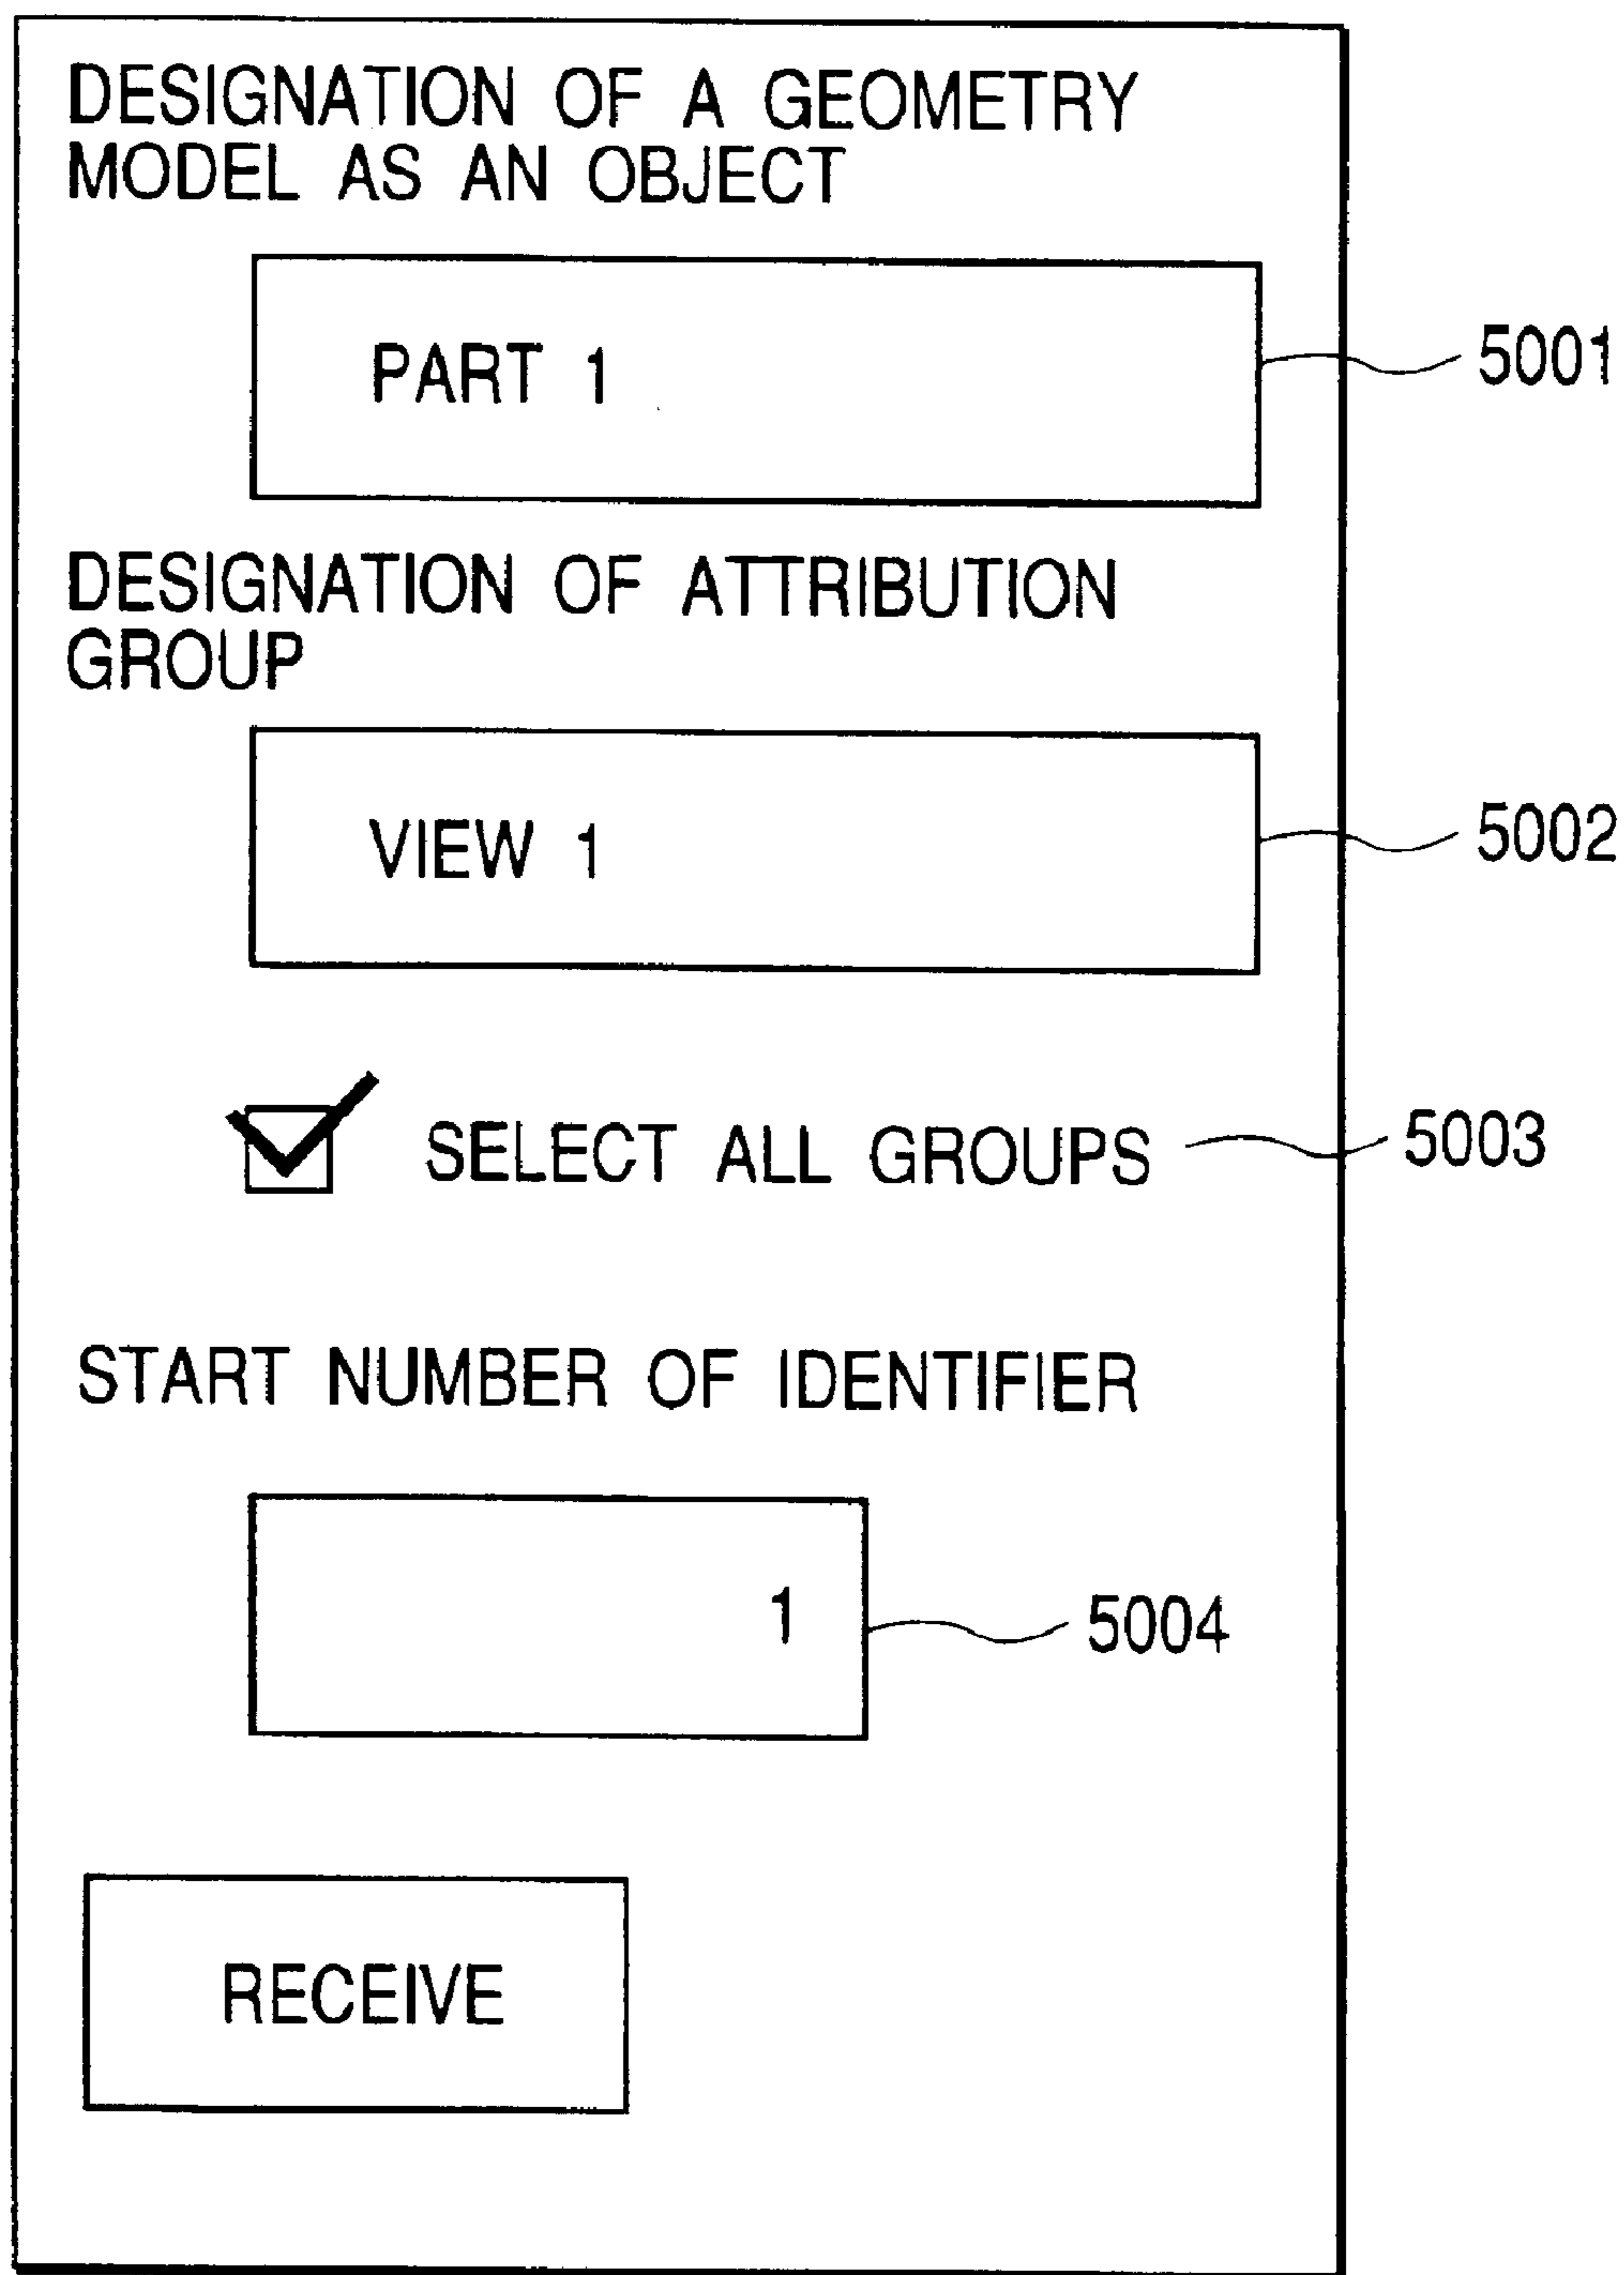 DESIGNATION OF A GEOMETRY
MODEL AS AN OBJECT
PART 1
5001
DESIGNATION OF ATTRIBUTION
GROUP
VIEW 1
5002
SELECT ALL GROUPS
5003
START NUMBER OF IDENTIFIER
1
5004
RECEIVE